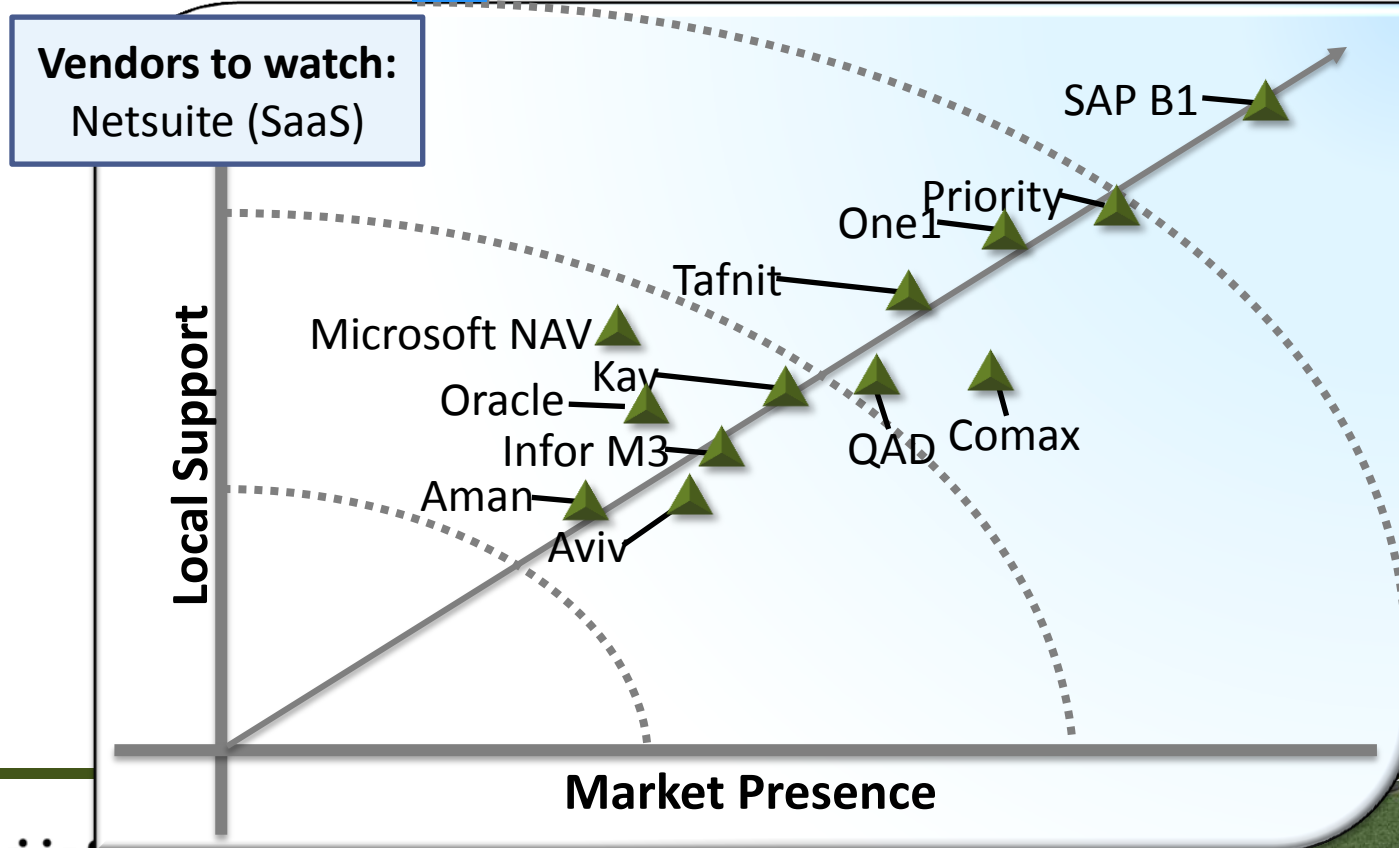 Vendors to watch:
Netsuite (SaaS)
SAP B1
Priority
One1
Tafnit
Microsoft NAV
Kav
Oracle
QAD
Comax
Infor M3
Aman
Aviv
Local Support
Market Presence